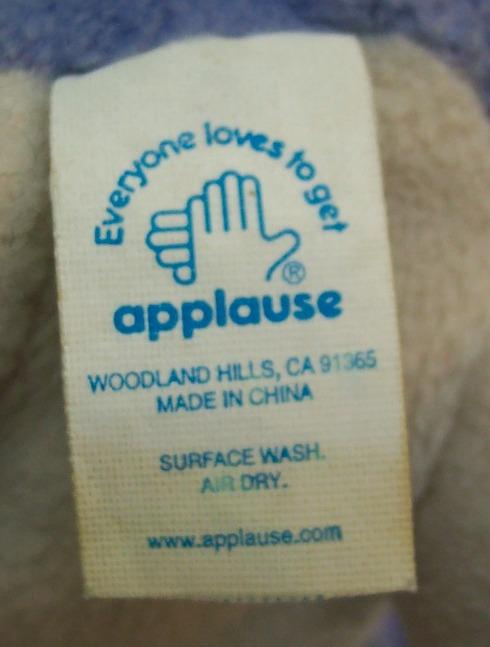 Everyone loves to get
®
applause
WOODLAND HILLS, CA 91365
MADE IN CHINA
SURFACE WASH.
AIR DRY.
www.applause.com